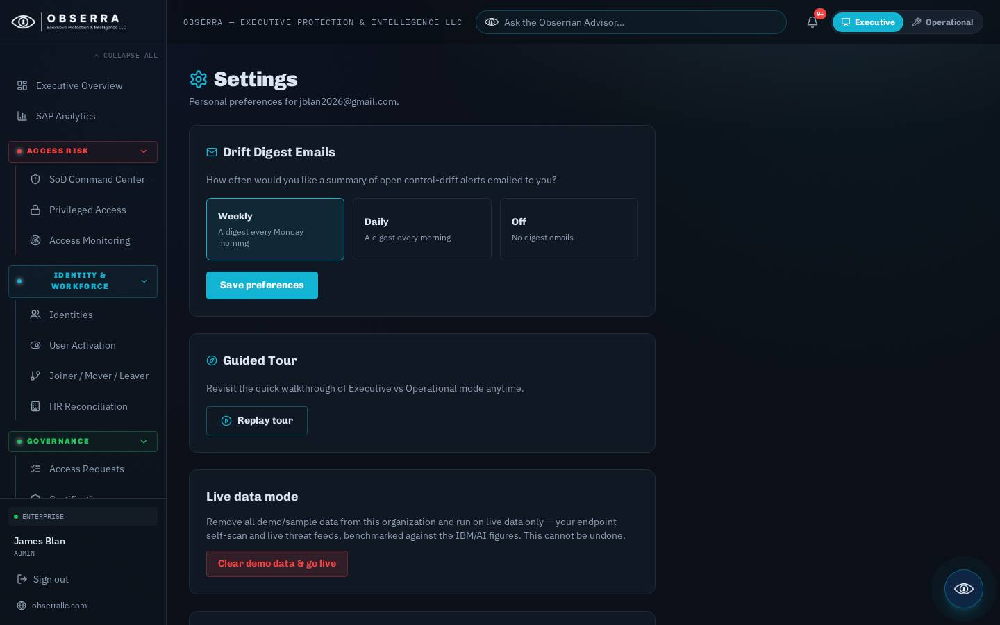 OBSERRA
Executive Protection & Intelligence LLC
OBSERRA — EXECUTIVE PROTECTION & INTELLIGENCE LLC
Ask the Obserrian Advisor...
9+
Executive
Operational
COLLAPSE ALL
Executive Overview
SAP Analytics
ACCESS RISK
SoD Command Center
Privileged Access
Access Monitoring
IDENTITY &
WORKFORCE
Identities
User Activation
Joiner / Mover / Leaver
HR Reconciliation
GOVERNANCE
Access Requests
ENTERPRISE
James Blan
ADMIN
Sign out
obserrallc.com
Settings
Personal preferences for jblan2026@gmail.com.
Drift Digest Emails
How often would you like a summary of open control-drift alerts emailed to you?
Weekly
A digest every Monday
morning
Daily
A digest every morning
Off
No digest emails
Save preferences
Guided Tour
Revisit the quick walkthrough of Executive vs Operational mode anytime.
Replay tour
Live data mode
Remove all demo/sample data from this organization and run on live data only — your endpoint
self-scan and live threat feeds, benchmarked against the IBM/AI figures. This cannot be undone.
Clear demo data & go live